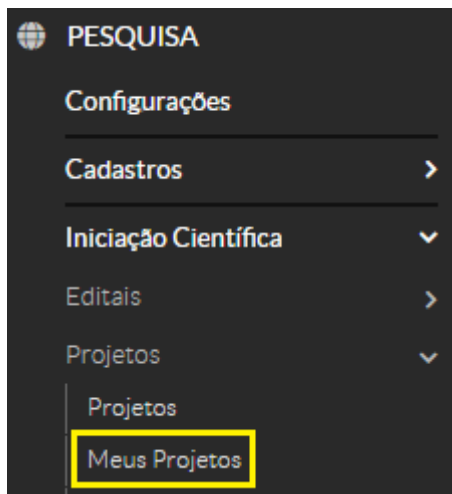 PESQUISA
Configurações
Cadastros
Iniciação Científica
Editais
Projetos
Projetos
Meus Projetos